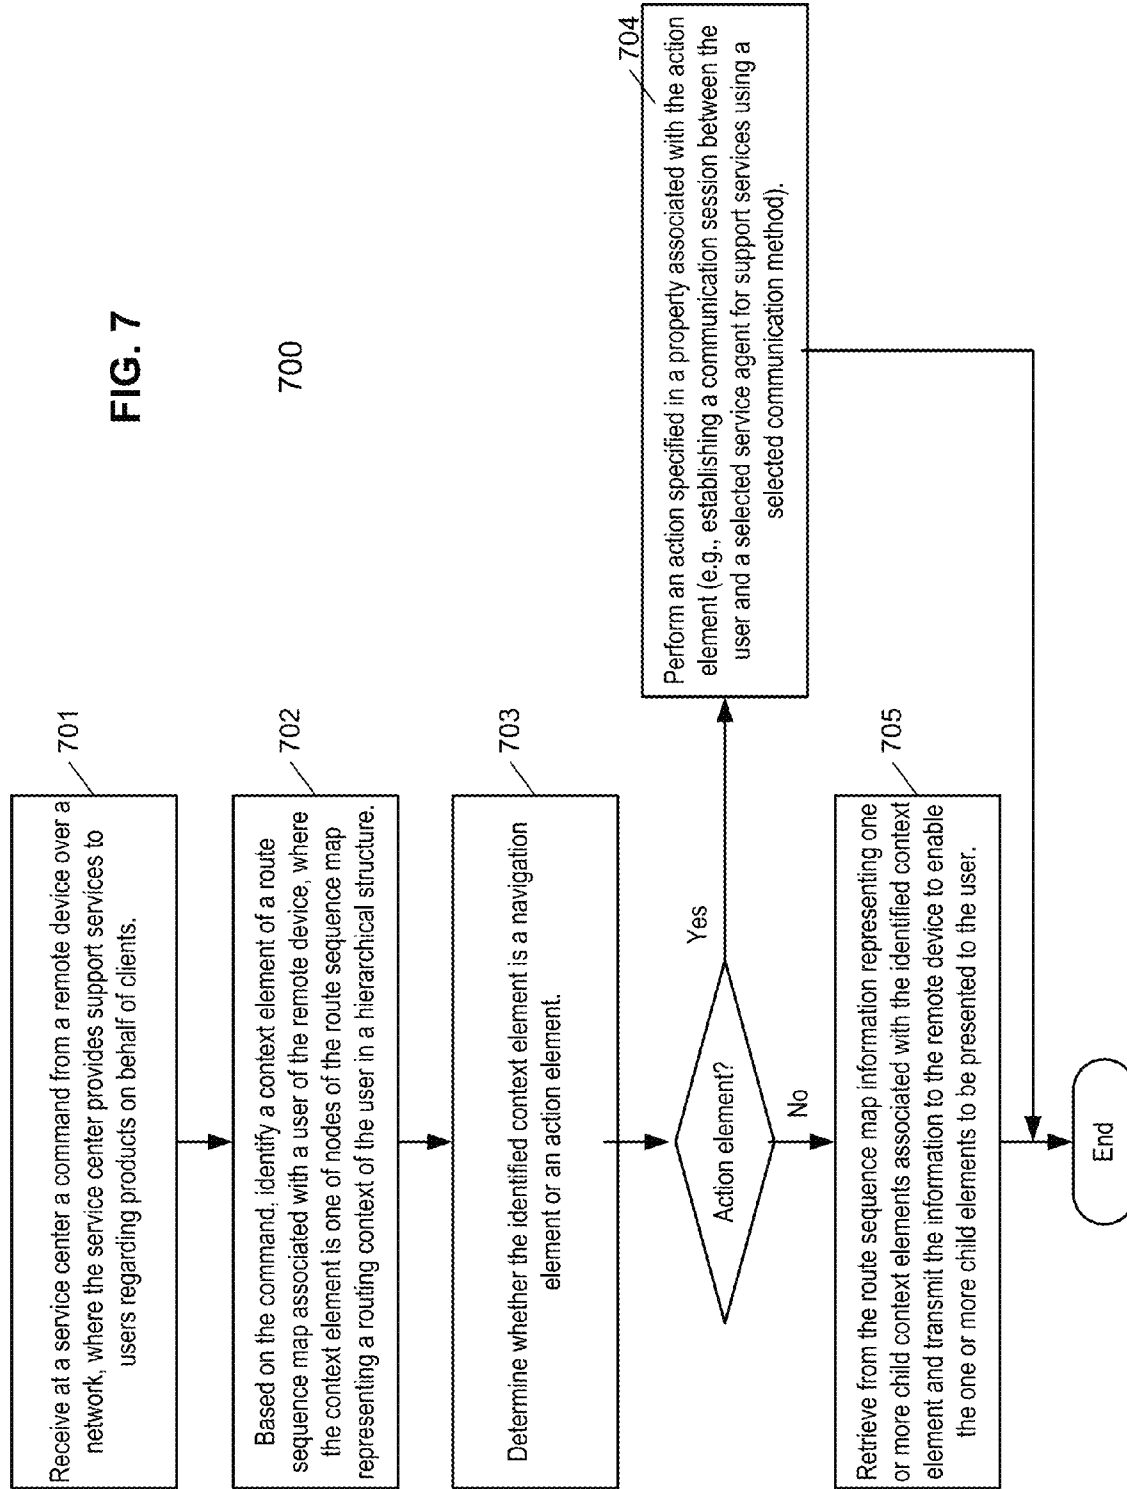 701
Receive at a service center a command from a remote device over a
network, where the service center provides support services to
users regarding products on behalf of clients.
702
Based on the command, identify a context element of a route
sequence map associated with a user of the remote device, where
the context element is one of nodes of the route sequence map
representing a routing context of the user in a hierarchical structure.
703
Determine whether the identified context element is a navigation
element or an action element.
Action element?
Yes
No
704
Perform an action specified in a property associated with the action
element (e.g., establishing a communication session between the
user and a selected service agent for support services using a
selected communication method).
705
Retrieve from the route sequence map information representing one
or more child context elements associated with the identified context
element and transmit the information to the remote device to enable
the one or more child elements to be presented to the user.
End
700
FIG. 7